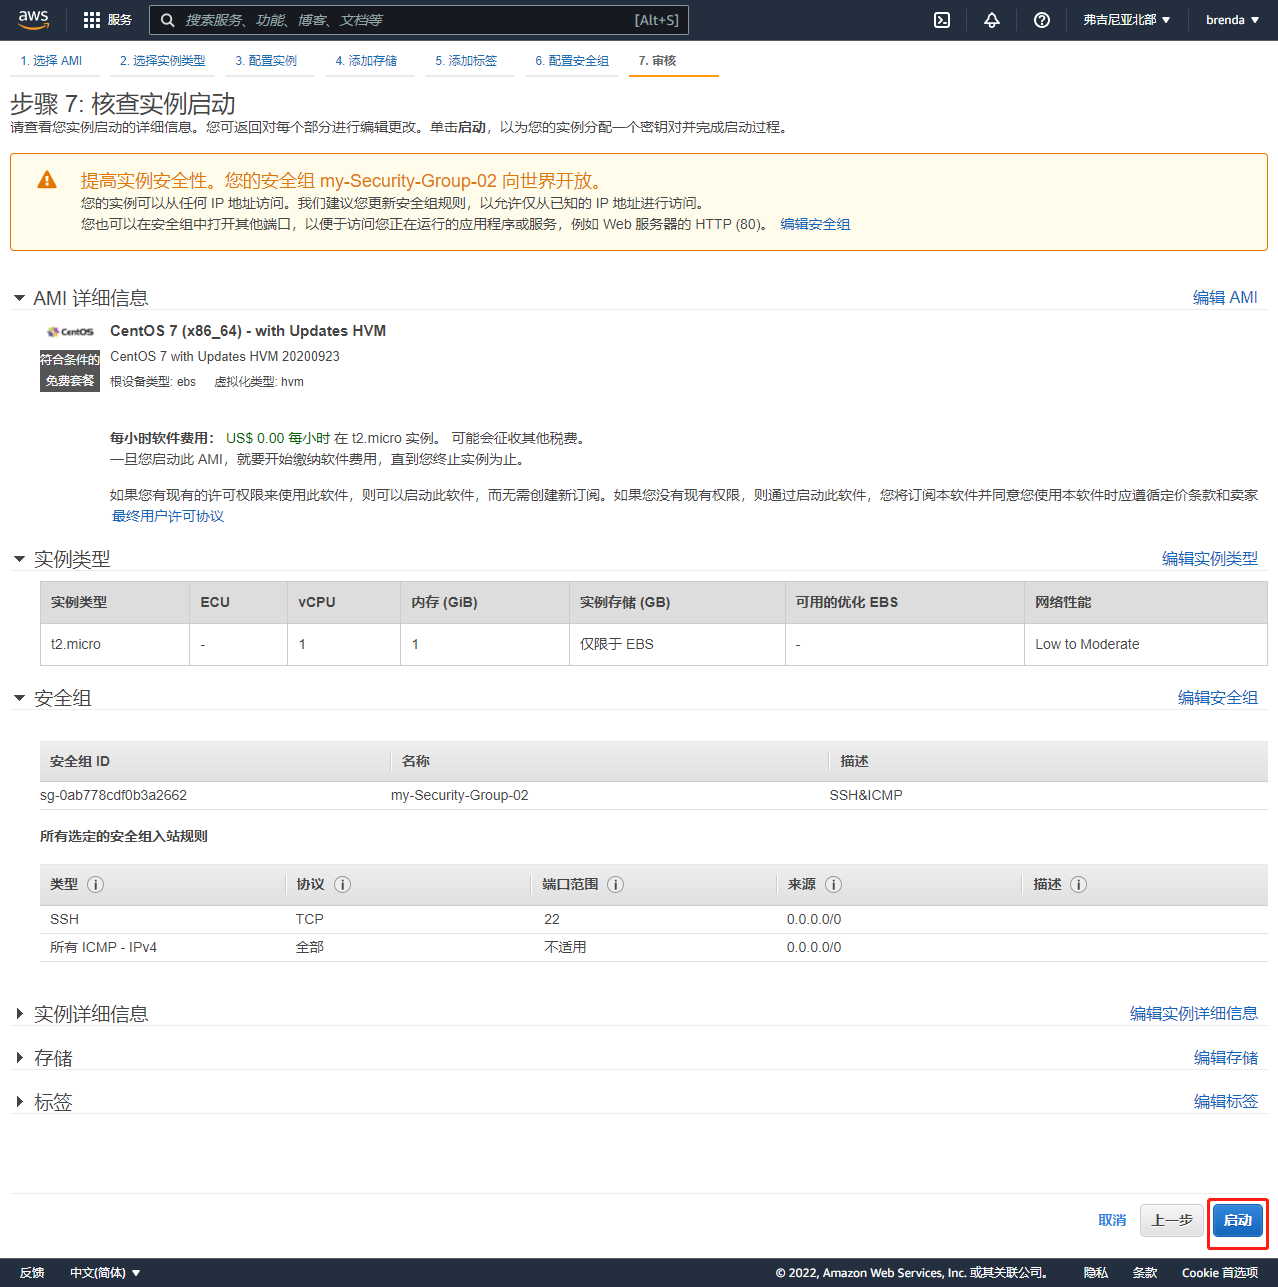 aws 服务 搜索服务、功能、博客、文档等 [Alt+S] 弗吉尼亚北部 ▼ brenda ▼
1. 选择 AMI 2. 选择实例类型 3. 配置实例 4. 添加存储 5. 添加标签 6. 配置安全组 7. 审核
步骤 7: 核查实例启动
请查看您实例启动的详细信息。您可返回对每个部分进行编辑更改。单击启动，以为您的实例分配一个密钥对并完成启动过程。
提高实例安全性。您的安全组 my-Security-Group-02 向世界开放。
您的实例可以从任何 IP 地址访问。我们建议您更新安全组规则，以允许仅从已知的 IP 地址进行访问。
您也可以在安全组中打开其他端口，以便于访问您正在运行的应用程序或服务，例如 Web 服务器的 HTTP (80)。 编辑安全组
AMI 详细信息 编辑 AMI
CentOS CentOS 7 (x86_64) - with Updates HVM
符合条件的 CentOS 7 with Updates HVM 20200923
免费套餐 根设备类型: ebs 虚拟化类型: hvm
每小时软件费用： US$ 0.00 每小时 在 t2.micro 实例。 可能会征收其他税费。
一旦您启动此 AMI，就要开始缴纳软件费用，直到您终止实例为止。
如果您有现有的许可权限来使用此软件，则可以启动此软件，而无需创建新订阅。如果您没有现有权限，则通过启动此软件，您将订阅本软件并同意您使用本软件时应遵循定价条款和卖家
最终用户许可协议
实例类型 编辑实例类型
实例类型 ECU vCPU 内存 (GiB) 实例存储 (GB) 可用的优化 EBS 网络性能
t2.micro - 1 1 仅限于 EBS - Low to Moderate
安全组 编辑安全组
安全组 ID 名称 描述
sg-0ab778cdf0b3a2662 my-Security-Group-02 SSH&ICMP
所有选定的安全组入站规则
类型 协议 端口范围 来源 描述
SSH TCP 22 0.0.0.0/0
所有 ICMP - IPv4 全部 不适用 0.0.0.0/0
实例详细信息 编辑实例详细信息
存储 编辑存储
标签 编辑标签
取消 上一步 启动
反馈 中文(简体) ▼ © 2022, Amazon Web Services, Inc. 或其关联公司。 隐私 条款 Cookie 首选项